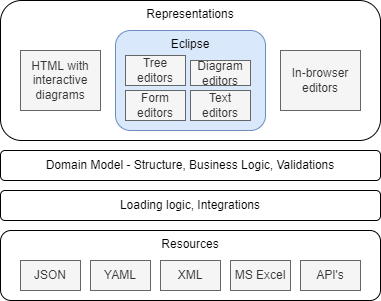 Representations
Eclipse
HTML with
interactive
diagrams
Tree
editors
Diagram
editors
Form
editors
Text
editors
In-browser
editors
Domain Model - Structure, Business Logic, Validations
Loading logic, Integrations
Resources
JSON
YAML
XML
MS Excel
API's